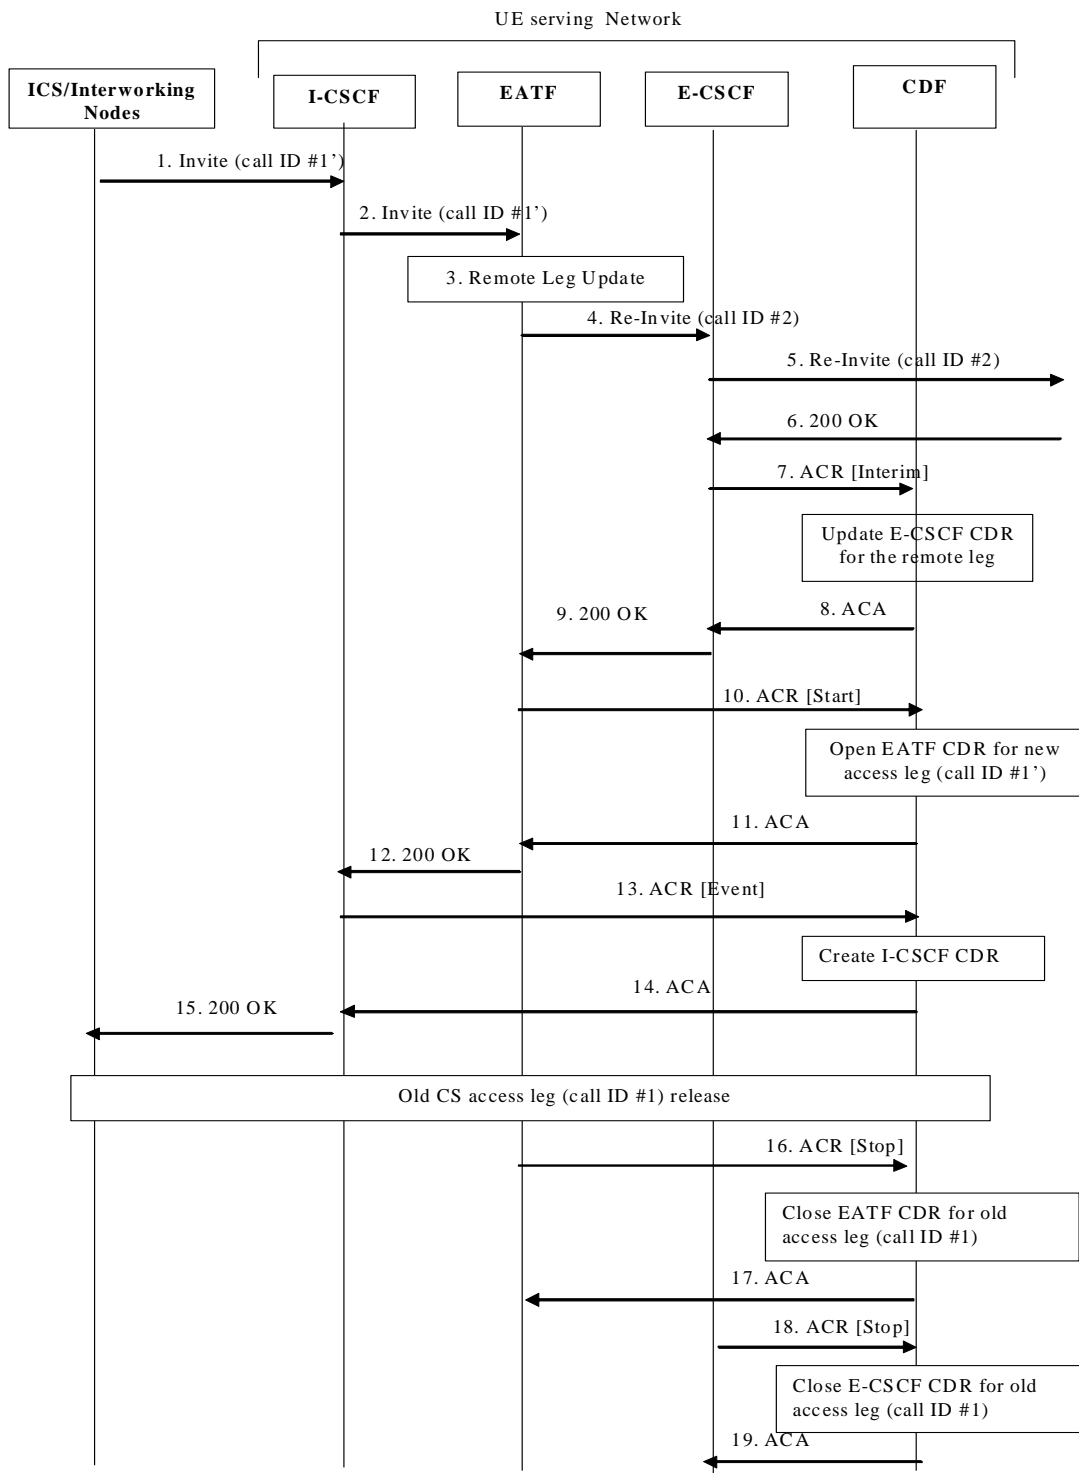 UE serving Network
ICS/Interworking
Nodes
I-CSCF
EATF
E-CSCF
CDF
1. Invite (call ID #1’)
2. Invite (call ID #1’)
3. Remote Leg Update
4. Re-Invite (call ID #2)
5. Re-Invite (call ID #2)
6. 200 OK
7. ACR [Interim]
Update E-CSCF CDR
for the remote leg
8. ACA
9. 200 OK
10. ACR [Start]
Open EATF CDR for new
access leg (call ID #1’)
11. ACA
12. 200 OK
13. ACR [Event]
Create I-CSCF CDR
14. ACA
15. 200 OK
Old CS access leg (call ID #1) release
16. ACR [Stop]
Close EATF CDR for old
access leg (call ID #1)
17. ACA
18. ACR [Stop]
Close E-CSCF CDR for old
access leg (call ID #1)
19. ACA